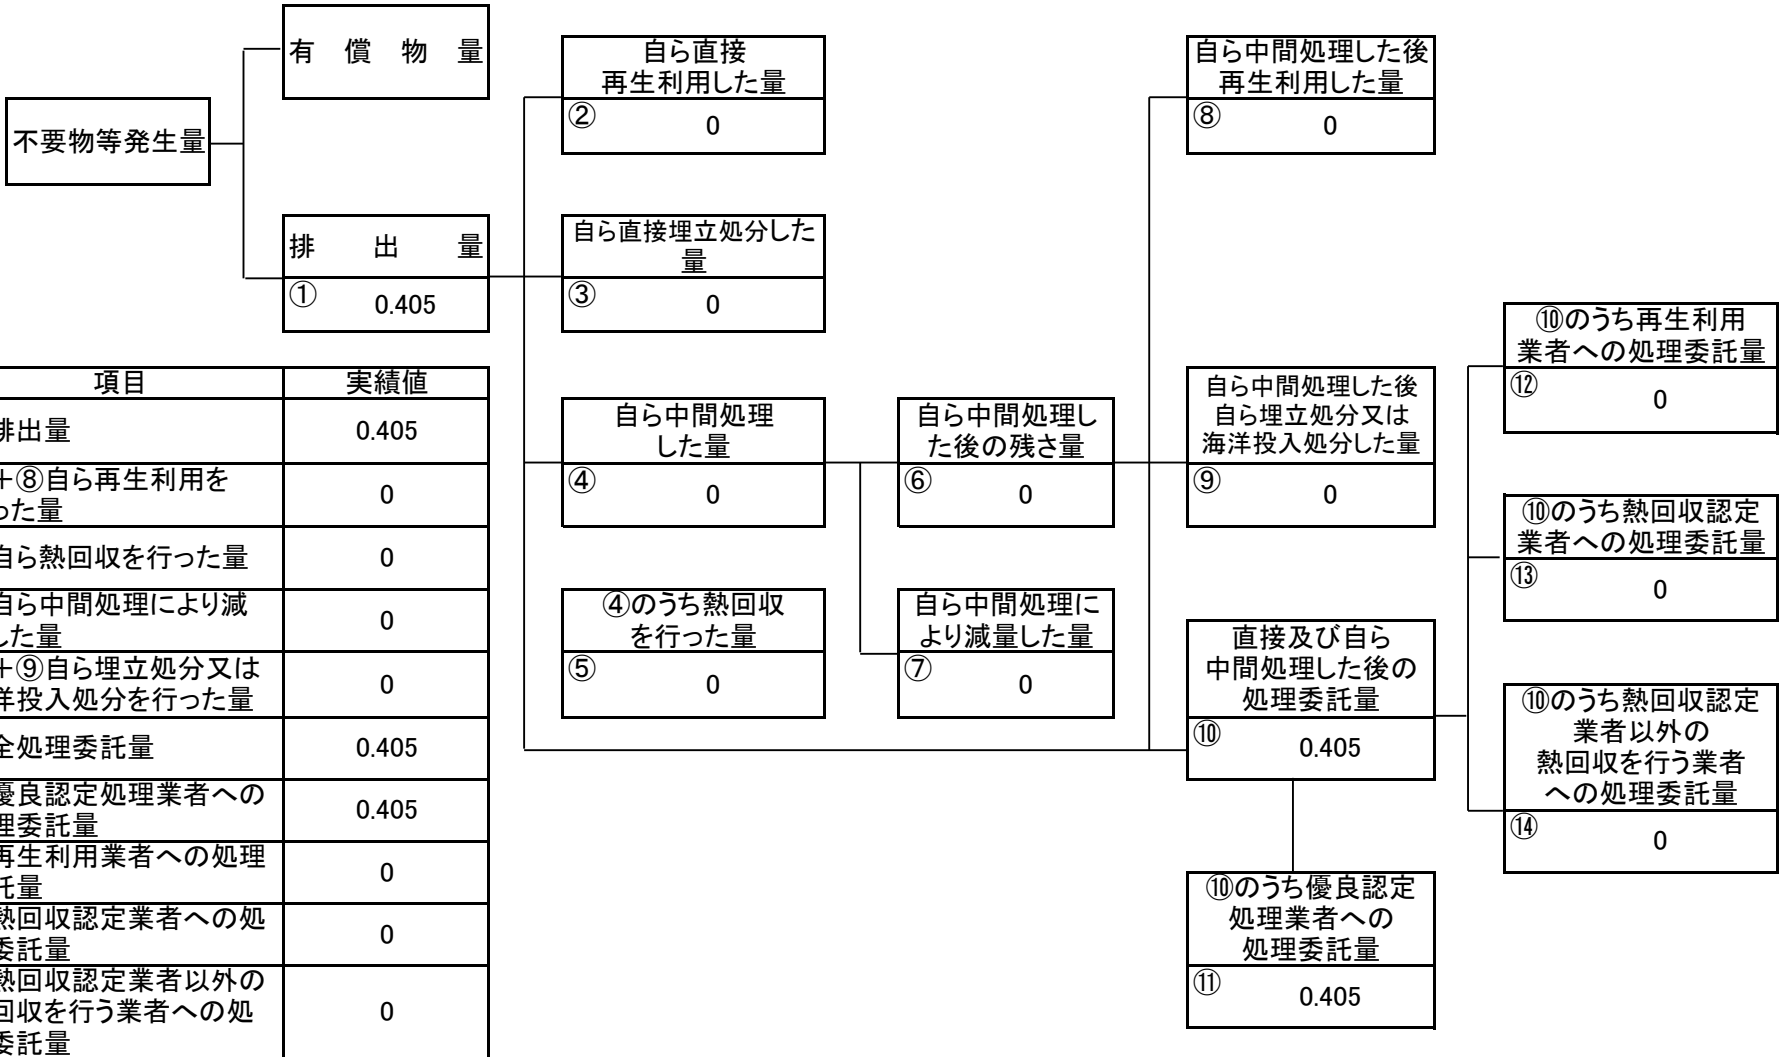 有償物量
不要物等発生量
排出量
① 0.405
自ら直接
再生利用した量
② 0
自ら直接埋立処分した
量
③ 0
自ら中間処理
した量
④ 0
④のうち熱回収
を行った量
⑤ 0
自ら中間処理し
た後の残さ量
⑥ 0
自ら中間処理に
より減量した量
⑦ 0
自ら中間処理した後
再生利用した量
⑧ 0
自ら中間処理した後
自ら埋立処分又は
海洋投入処分した量
⑨ 0
直接及び自ら
中間処理した後の
処理委託量
⑩ 0.405
⑩のうち優良認定
処理業者への
処理委託量
⑪ 0.405
⑩のうち再生利用
業者への処理委託量
⑫ 0
⑩のうち熱回収認定
業者への処理委託量
⑬ 0
⑩のうち熱回収認定
業者以外の
熱回収を行う業者
への処理委託量
⑭ 0
項目 実績値
排出量 0.405
+⑧自ら再生利用を
った量 0
自ら熱回収を行った量 0
自ら中間処理により減
した量 0
+⑨自ら埋立処分又は
洋投入処分を行った量 0
全処理委託量 0.405
優良認定処理業者への
理委託量 0.405
再生利用業者への処理
託量 0
熱回収認定業者への処
委託量 0
熱回収認定業者以外の
回収を行う業者への処
委託量 0